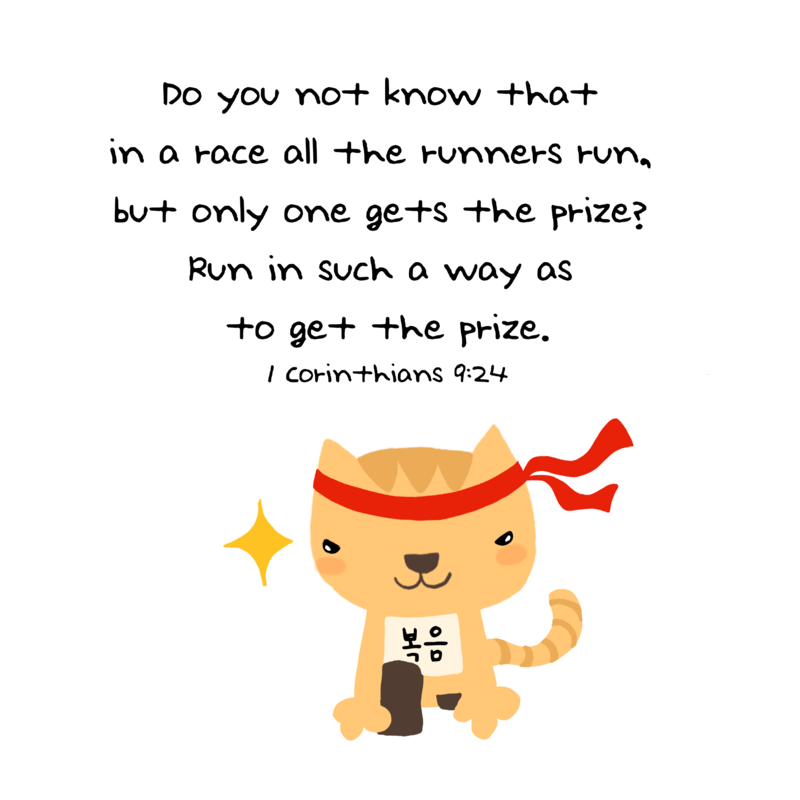 Do you not know that
in a race all the runners run,
but only one gets the prize?
Run in such a way as
to get the prize.
1 Corinthians 9:24
복음